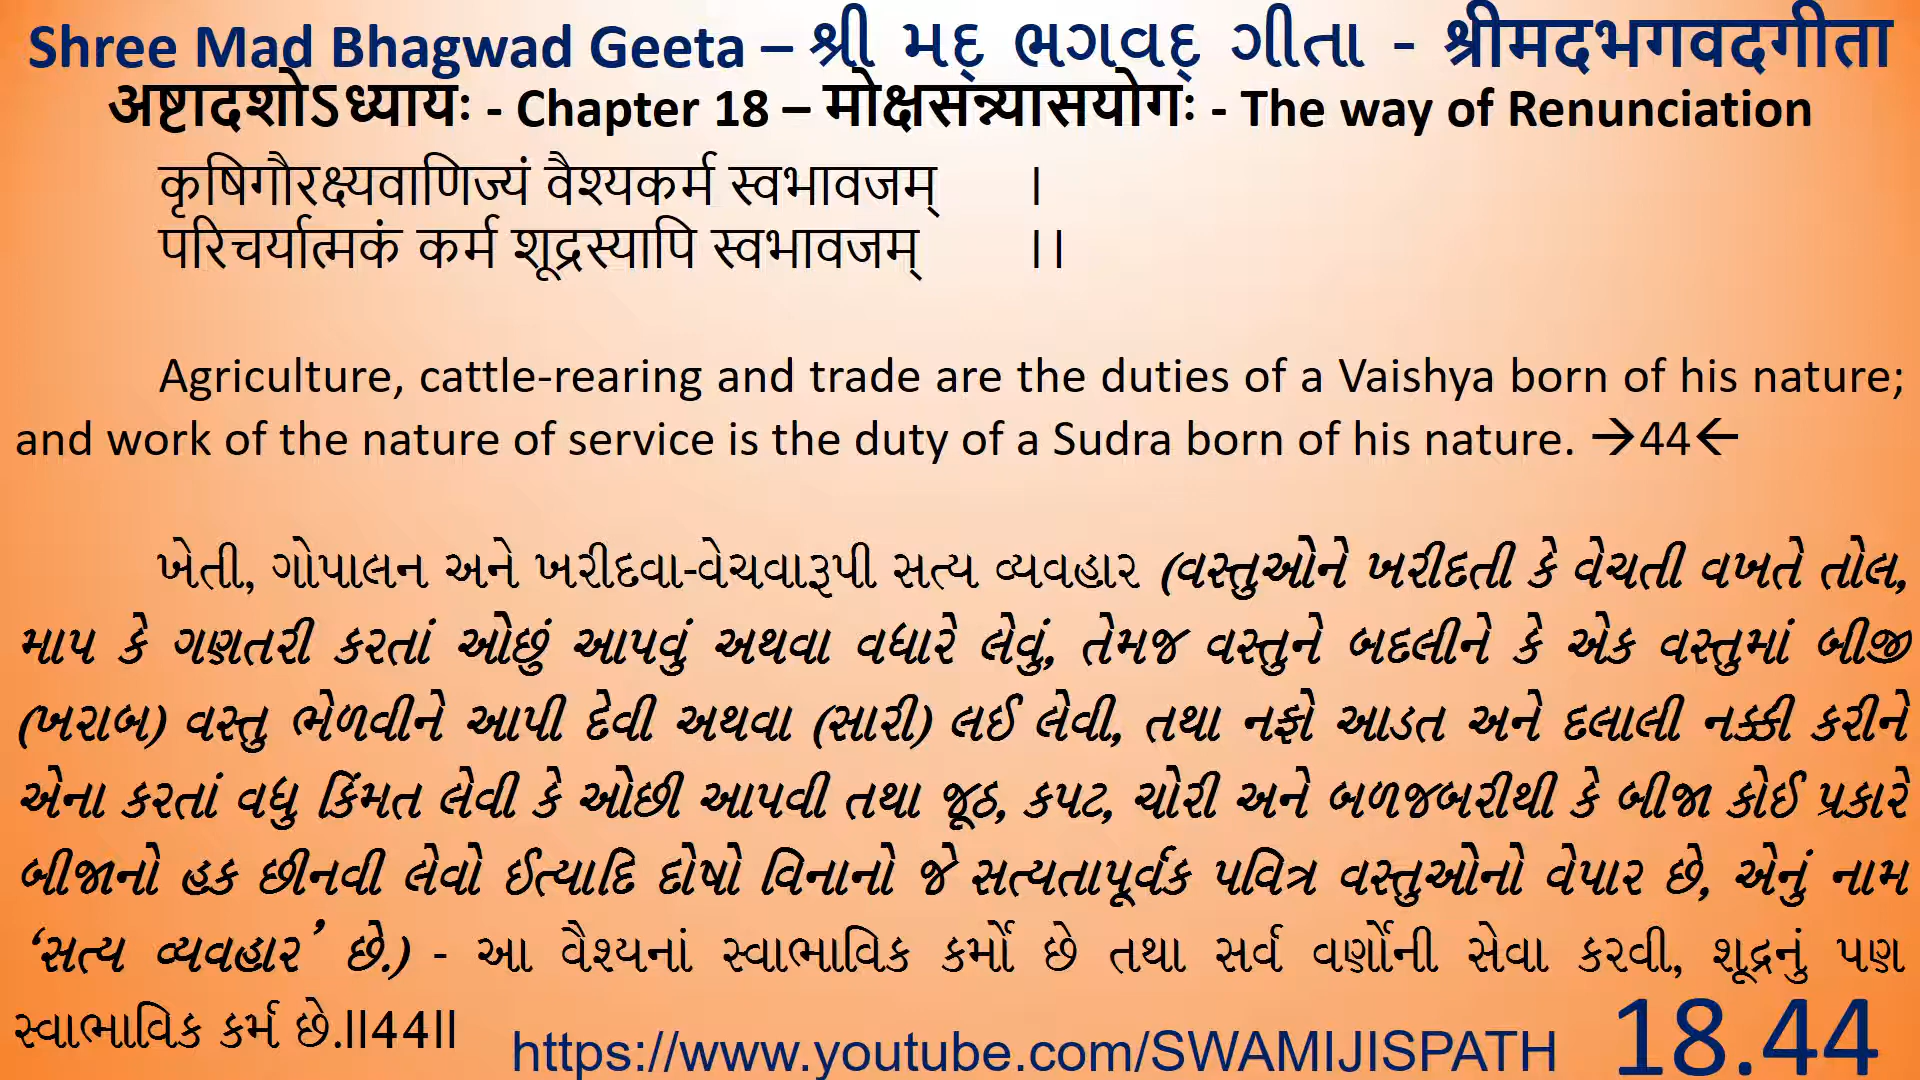 Shree Mad Bhagwad Geeta – શ્રી મદ્ ભગવદ્ ગીતા - श्रीमदभगवदगीता
अष्टादशोऽध्यायः - Chapter 18 – मोक्षसंन्यासयोगः - The way of Renunciation
कृषिगौरक्ष्यवाणिज्यं वैश्यकर्म स्वभावजम् ।
परिचर्यात्मकं कर्म शूद्रस्यापि स्वभावजम् ।।
Agriculture, cattle-rearing and trade are the duties of a Vaishya born of his nature;
and work of the nature of service is the duty of a Sudra born of his nature. →44←
ખેતી, ગોપાલન અને ખરીદવા-વેચવારૂપી સત્ય વ્યવહાર (વસ્તુઓને ખરીદતી કે વેચતી વખતે તોલ,
માપ કે ગણતરી કરતાં ઓછું આપવું અથવા વધારે લેવું, તેમજ વસ્તુને બદલીને કે એક વસ્તુમાં બીજી
(ખરાબ) વસ્તુ ભેળવીને આપી દેવી અથવા (સારી) લઈ લેવી, તથા નફો આડત અને દલાલી નક્કી કરીને
એના કરતાં વધુ કિંમત લેવી કે ઓછી આપવી તથા જૂઠ, કપટ, ચોરી અને બળજબરીથી કે બીજા કોઈ પ્રકારે
બીજાનો હક છીનવી લેવો ઈત્યાદિ દોષો વિનાનો જે સત્યતાપૂર્વક પવિત્ર વસ્તુઓનો વેપાર છે, એનું નામ
‘સત્ય વ્યવહાર’ છે.) - આ વૈશ્યનાં સ્વાભાવિક કર્મો છે તથા સર્વ વર્ણોની સેવા કરવી, શૂદ્રનું પણ
સ્વાભાવિક કર્મ છે.ll44ll
https://www.youtube.com/SWAMIJISPATH 18.44